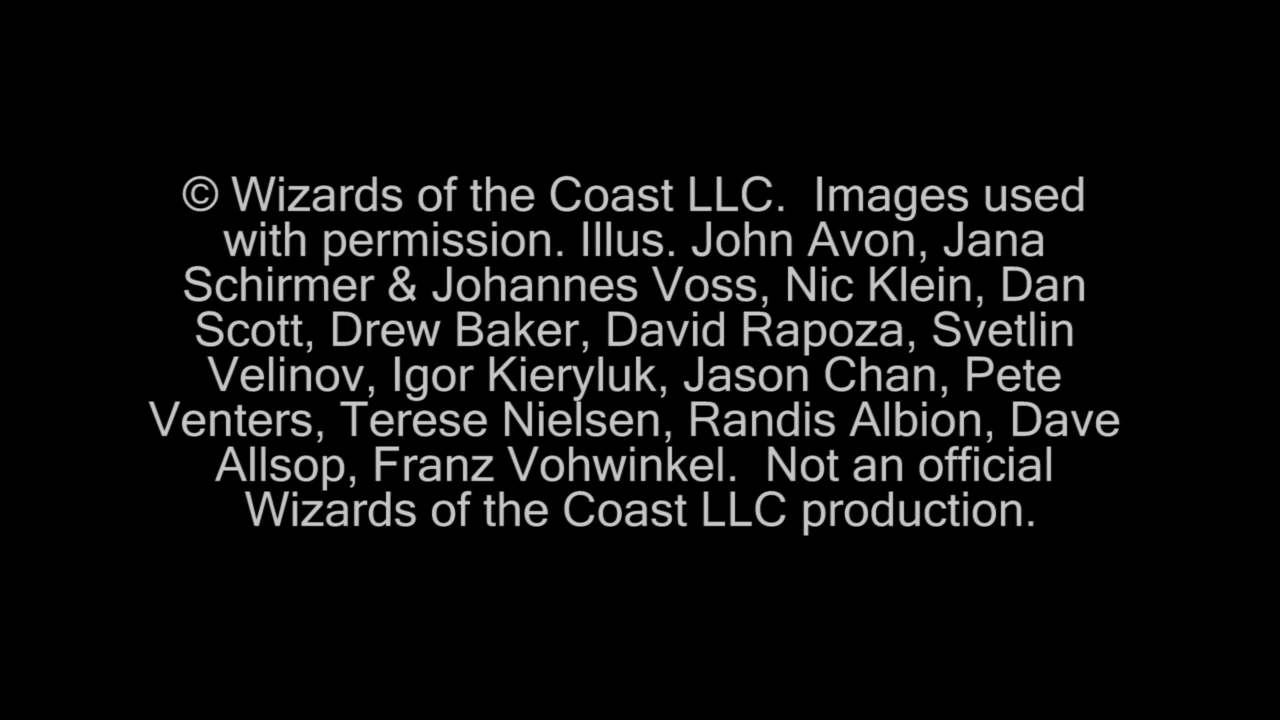 © Wizards of the Coast LLC.  Images used
with permission. Illus. John Avon, Jana
Schirmer & Johannes Voss, Nic Klein, Dan
Scott, Drew Baker, David Rapoza, Svetlin
Velinov, Igor Kieryluk, Jason Chan, Pete
Venters, Terese Nielsen, Randis Albion, Dave
Allsop, Franz Vohwinkel.  Not an official
Wizards of the Coast LLC production.